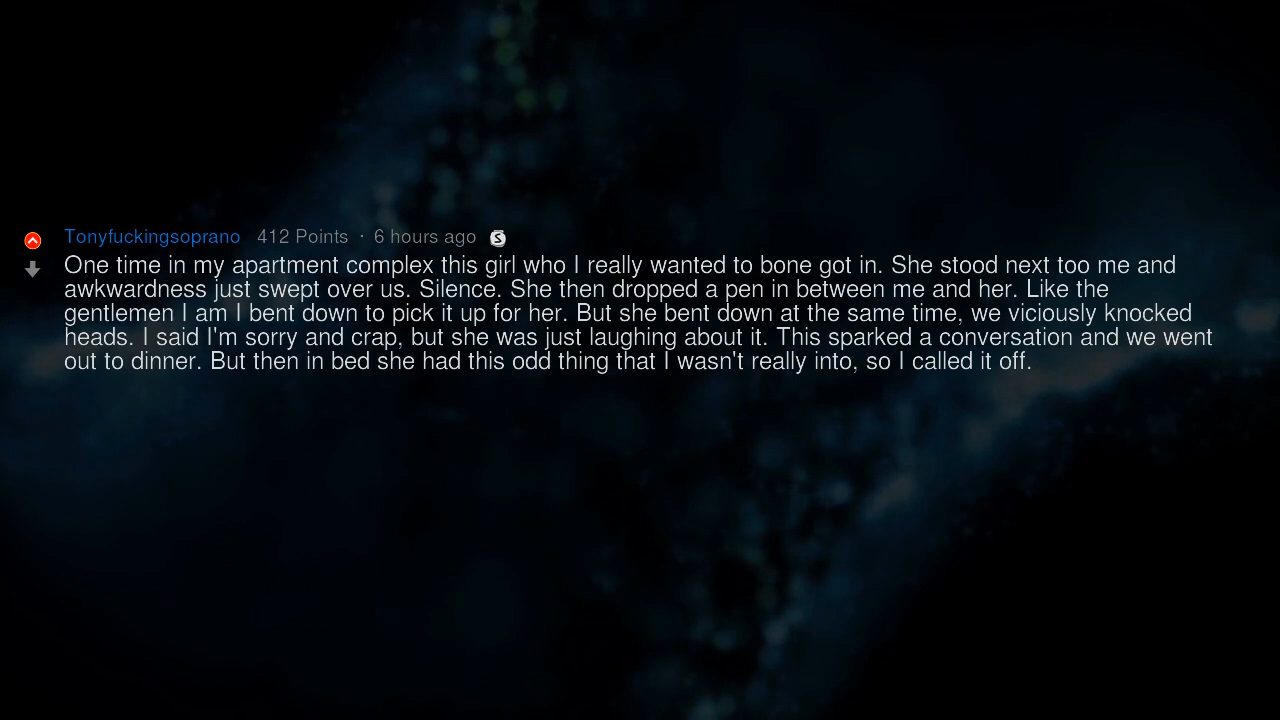 Tonyfuckingsoprano 412 Points · 6 hours ago S
One time in my apartment complex this girl who I really wanted to bone got in. She stood next too me and
awkwardness just swept over us. Silence. She then dropped a pen in between me and her. Like the
gentlemen I am I bent down to pick it up for her. But she bent down at the same time, we viciously knocked
heads. I said I'm sorry and crap, but she was just laughing about it. This sparked a conversation and we went
out to dinner. But then in bed she had this odd thing that I wasn't really into, so I called it off.